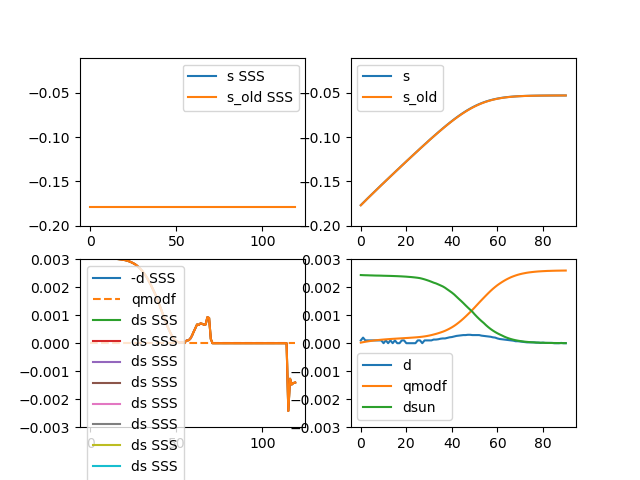 −0.05
−0.10
−0.15
−0.20
0
50
100
s SSS
s_old SSS
−0.05
−0.10
−0.15
−0.20
0
20
40
60
80
s
s_old
0.003
0.002
0.001
0.000
−0.001
−0.002
−0.003
0
50
100
-d SSS
qmodf
ds SSS
ds SSS
ds SSS
ds SSS
ds SSS
ds SSS
ds SSS
ds SSS
0.003
0.002
0.001
0.000
−0.001
−0.002
−0.003
0
20
40
60
80
d
qmodf
dsun